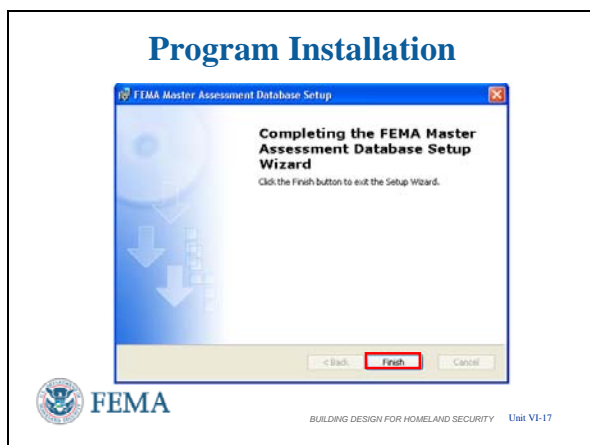 Program Installation
FEMA Master Assessment Database Setup
Completing the FEMA Master
Assessment Database Setup
Wizard
Click the Finish button to exit the Setup Wizard.
< Back
Finish
Cancel
FEMA
BUILDING DESIGN FOR HOMELAND SECURITY
Unit VI-17